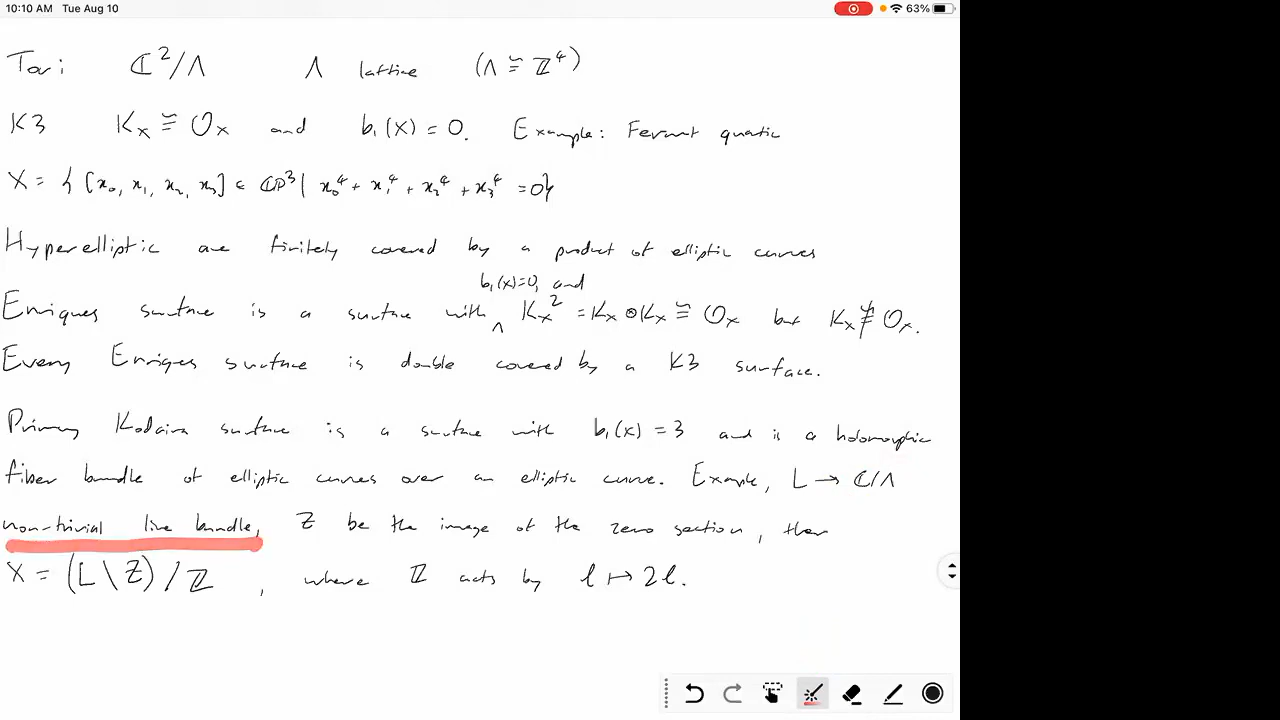 10:10 AM Tue Aug 10 63%
Tori ℂ²/Λ Λ lattice (Λ ≅ ℤ⁴)
K3 K_X ≅ O_X and b₁(X) = 0. Example: Fermat quartic
X = { [x₀, x₁, x₂, x₃] ∈ ℂP³ | x₀⁴ + x₁⁴ + x₂⁴ + x₃⁴ = 0}
Hyperelliptic are finitely covered by a product of elliptic curves
b₁(X)=0, and
Enriques surface is a surface with ∧ K_X² = K_X ⊗ K_X ≅ O_X but K_X ≇ O_X.
Every Enriques surface is double covered by a K3 surface.
Primary Kodaira surface is a surface with b₁(X) = 3 and is a holomorphic
fiber bundle of elliptic curves over an elliptic curve. Example, L → ℂ/Λ
non-trivial line bundle, Z be the image of the zero section, then
X = (L \ Z) / ℤ , where ℤ acts by l ↦ 2l.